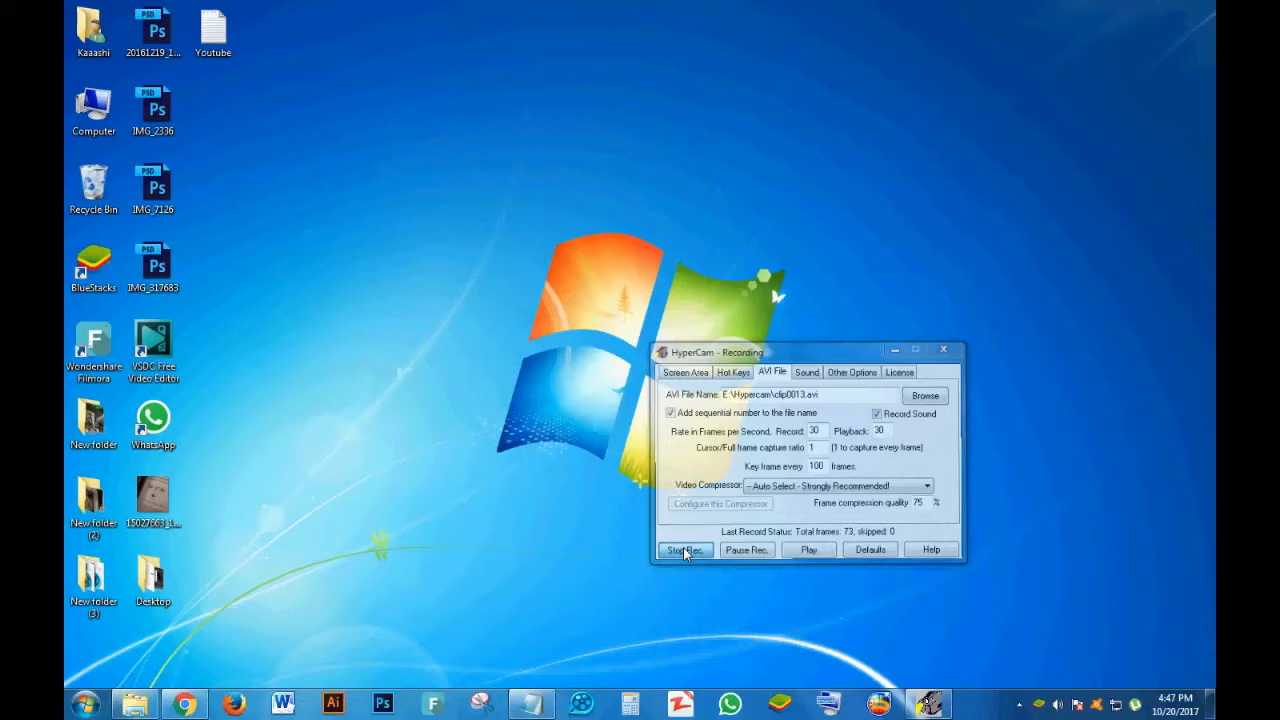 Kaaashi
20161219_1...
Youtube
Computer
IMG_2336
Recycle Bin
IMG_7126
BlueStacks
IMG_317683
Wondershare Filmora
VSDC Free Video Editor
New folder
WhatsApp
New folder (2)
15027663_1...
New folder (3)
Desktop
HyperCam - Recording
Screen Area
Hot Keys
AVI File
Sound
Other Options
License
AVI File Name: E:\Hypercam\clip0013.avi
Browse
Add sequential number to the file name
Record Sound
Rate in Frames per Second, Record: 30 Playback: 30
Cursor/Full frame capture ratio 1 (1 to capture every frame)
Key frame every 100 frames.
Video Compressor: -- Auto Select - Strongly Recommended!
Configure this Compressor
Frame compression quality 75 %
Last Record Status: Total frames: 73, skipped: 0
Stop Rec.
Pause Rec.
Play
Defaults
Help
4:47 PM
10/20/2017